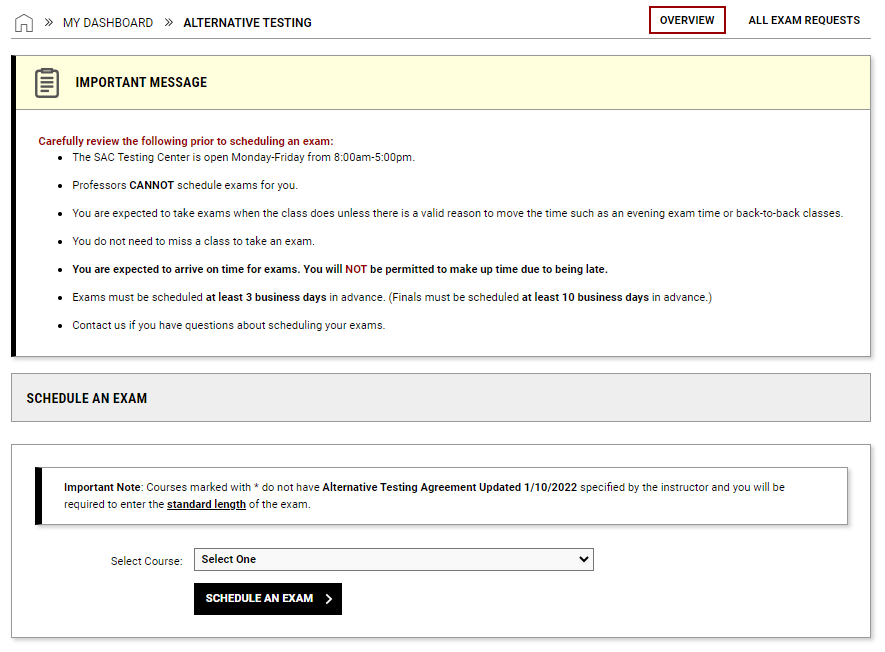 MY DASHBOARD ALTERNATIVE TESTING OVERVIEW ALL EXAM REQUESTS
IMPORTANT MESSAGE
Carefully review the following prior to scheduling an exam:
The SAC Testing Center is open Monday-Friday from 8:00am-5:00pm.
Professors CANNOT schedule exams for you.
You are expected to take exams when the class does unless there is a valid reason to move the time such as an evening exam time or back-to-back classes.
You do not need to miss a class to take an exam.
You are expected to arrive on time for exams. You will NOT be permitted to make up time due to being late.
Exams must be scheduled at least 3 business days in advance. (Finals must be scheduled at least 10 business days in advance.)
Contact us if you have questions about scheduling your exams.
SCHEDULE AN EXAM
Important Note: Courses marked with * do not have Alternative Testing Agreement Updated 1/10/2022 specified by the instructor and you will be
required to enter the standard length of the exam.
Select Course: Select One
SCHEDULE AN EXAM